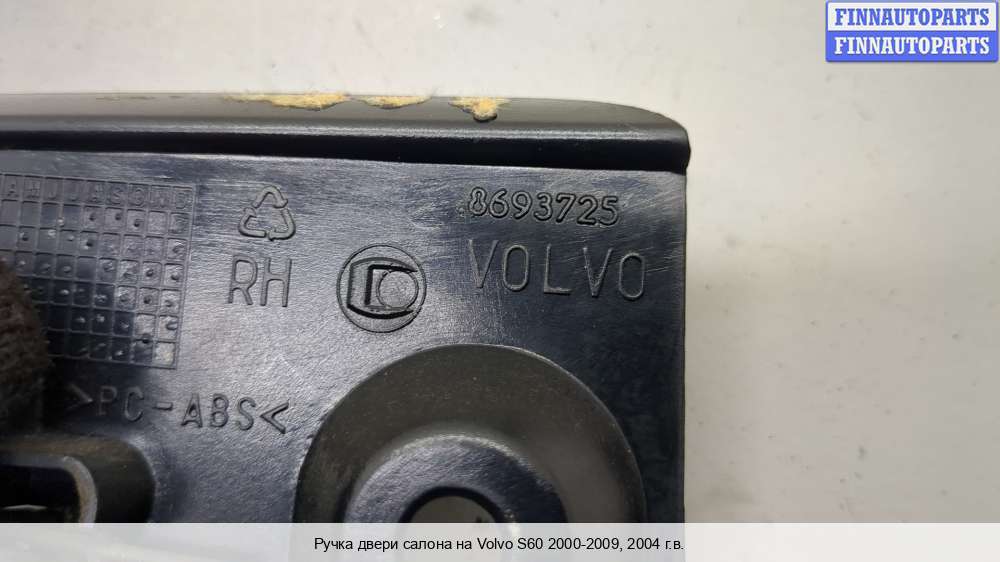 FINNAUTOPARTS
FINNAUTOPARTS
8693725
VOLVO
RH
>PC-ABS<
Ручка двери салона на Volvo S60 2000-2009, 2004 г.в.